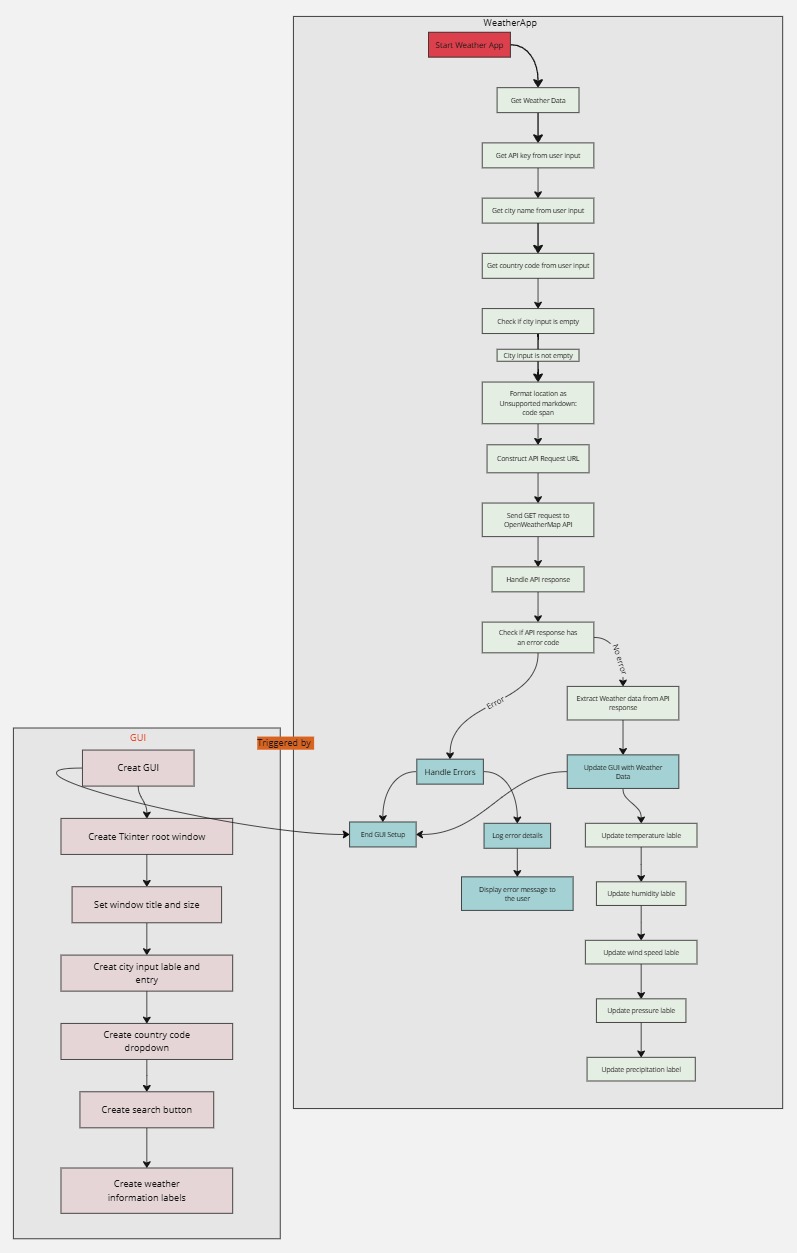 WeatherApp
Start Weather App
Get Weather Data
Get API key from user input
Get city name from user input
Get country code from user input
Check if city input is empty
City input is not empty
Format location as
Unsupported markdown:
code span
Construct API Request URL
Send GET request to
OpenWeatherMap API
Handle API response
Check if API response has
an error code
No error
Error
Extract Weather data from API
response
Handle Errors
Update GUI with Weather
Data
End GUI Setup
Log error details
Update temperature lable
Display error message to
the user
Update humidity lable
Update wind speed lable
Update pressure lable
Update precipitation label
Triggered by
GUI
Creat GUI
Create Tkinter root window
Set window title and size
Creat city input lable and
entry
Create country code
dropdown
Create search button
Create weather
information labels